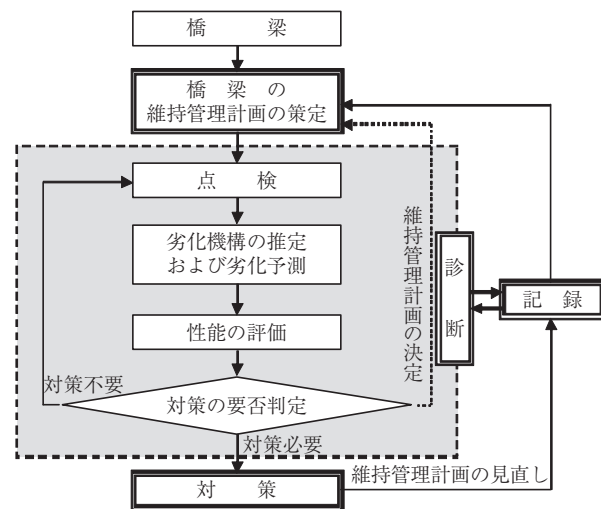 橋　　梁
橋　梁　の
維持管理計画の策定
点　　検
劣化機構の推定
および劣化予測
性能の評価
対策不要
対策の要否判定
対策必要
対　　策
維持管理計画の決定
診　断
記　録
維持管理計画の見直し